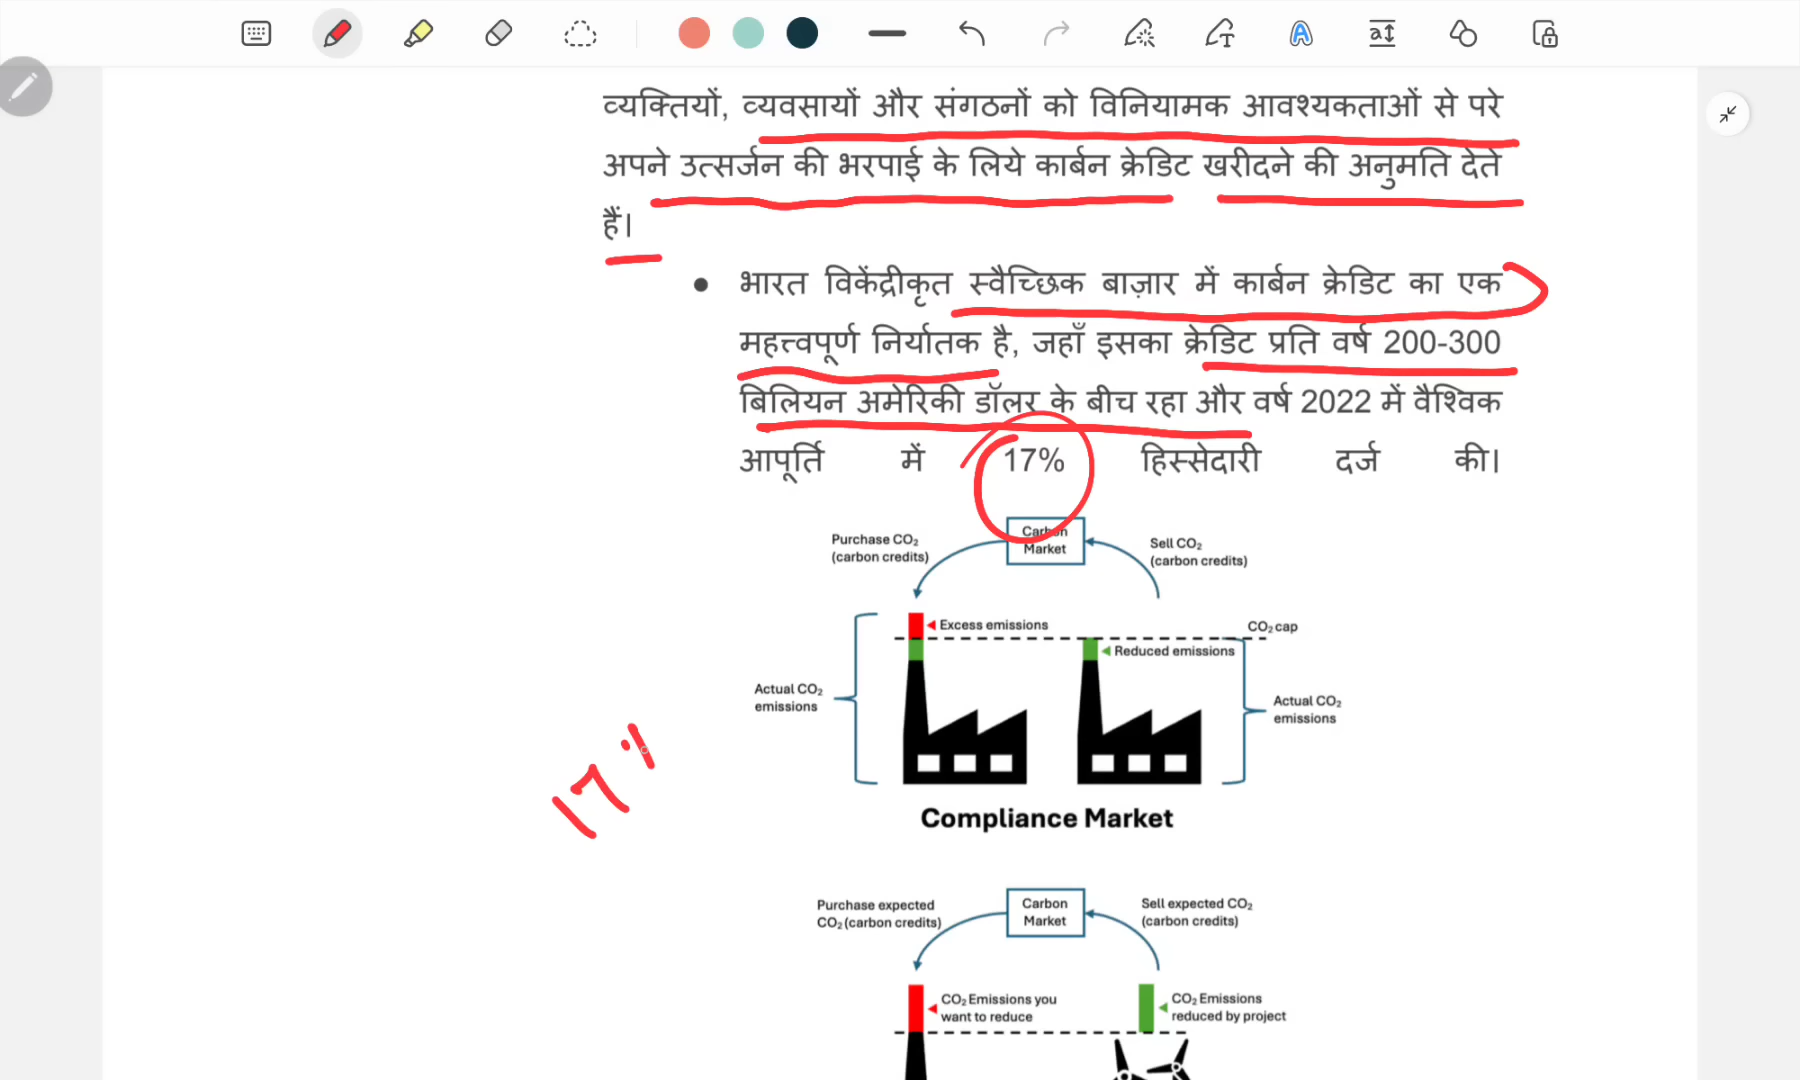 व्यक्तियों, व्यवसायों और संगठनों को विनियामक आवश्यकताओं से परे
अपने उत्सर्जन की भरपाई के लिये कार्बन क्रेडिट खरीदने की अनुमति देते
हैं।
● भारत विकेंद्रीकृत स्वैच्छिक बाज़ार में कार्बन क्रेडिट का एक
महत्त्वपूर्ण निर्यातक है, जहाँ इसका क्रेडिट प्रति वर्ष 200-300
बिलियन अमेरिकी डॉलर के बीच रहा और वर्ष 2022 में वैश्विक
आपूर्ति में 17% हिस्सेदारी दर्ज की।
Purchase CO₂
(carbon credits)
Carbon
Market
Sell CO₂
(carbon credits)
Excess emissions
CO₂ cap
Reduced emissions
Actual CO₂
emissions
Actual CO₂
emissions
17%
Compliance Market
Purchase expected
CO₂ (carbon credits)
Carbon
Market
Sell expected CO₂
(carbon credits)
CO₂ Emissions you
want to reduce
CO₂ Emissions
reduced by project